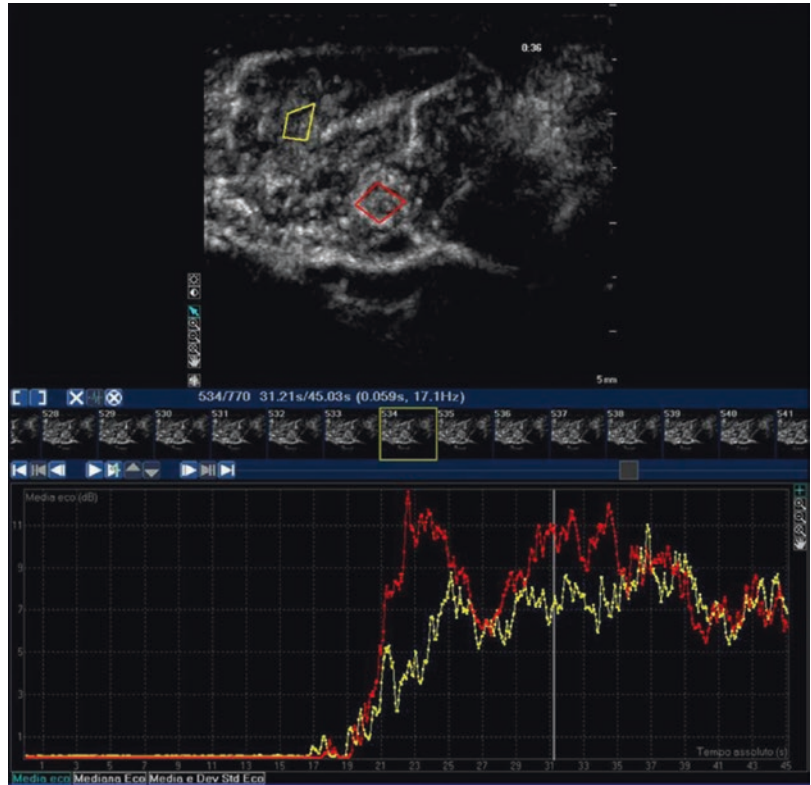 0:36
5 mm
534/770 31.21s/45.03s (0.059s, 17.1Hz)
528 529 530 531 532 533 534 535 536 537 538 539 540 541
Media eco (dB)
11
9
7
5
3
1
Tempo assoluto (s)
1 3 5 7 9 11 13 15 17 19 21 23 25 27 29 31 33 35 37 39 41 43 45
Media eco Mediana Eco Media e Dev Std Eco